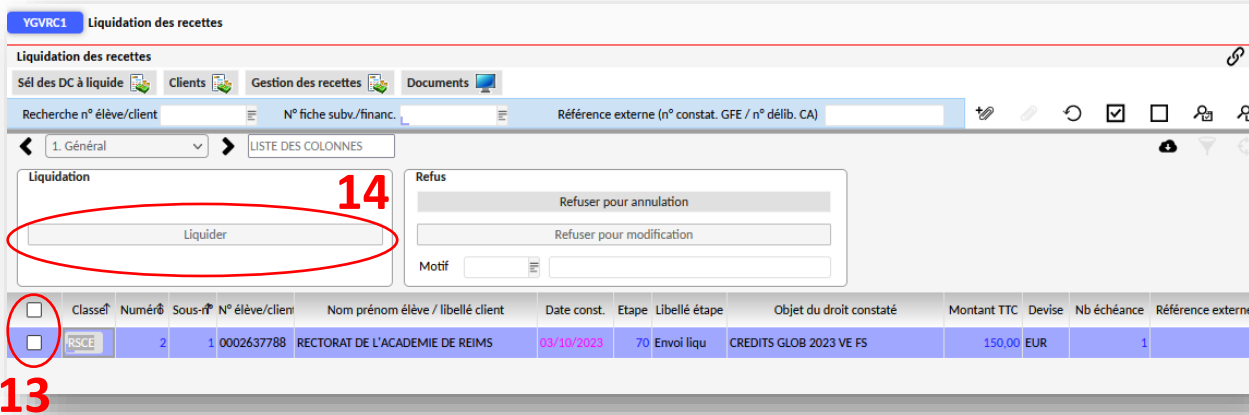 YGVRC1 Liquidation des recettes
Liquidation des recettes
Sél des DC à liquide Clients Gestion des recettes Documents
Recherche n° élève/client N° fiche subv./financ. Référence externe (n° constat. GFE / n° délib. CA)
1. Général LISTE DES COLONNES
Liquidation Refus
14
Refuser pour annulation
Liquider Refuser pour modification
Motif
Classe Numéro Sous-n° N° élève/client Nom prénom élève / libellé client Date const. Etape Libellé étape Objet du droit constaté Montant TTC Devise Nb échéance Référence externe
RSCE 2 1 0002637788 RECTORAT DE L'ACADEMIE DE REIMS 03/10/2023 70 Envoi liqu CREDITS GLOB 2023 VE FS 150,00 EUR 1
13